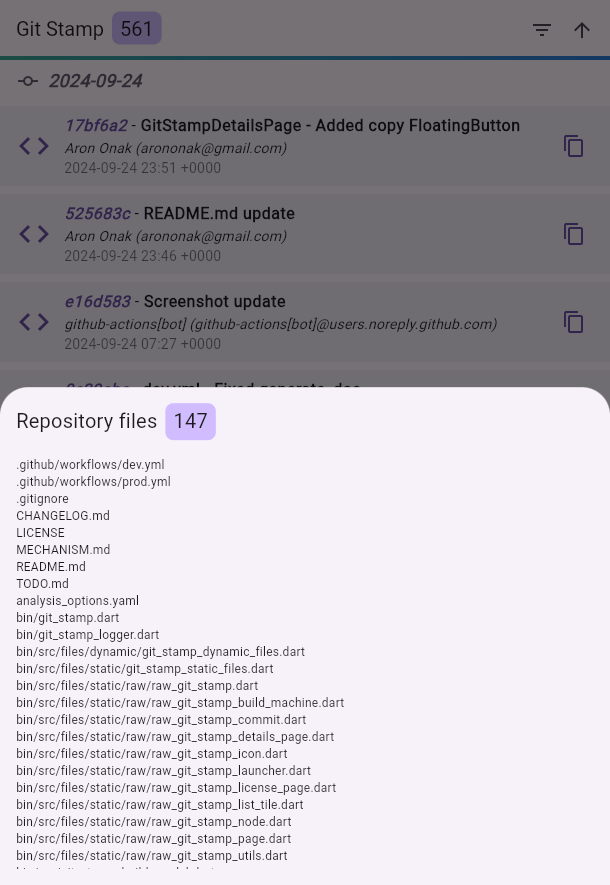 Git Stamp 561
2024-09-24
17bf6a2 - GitStampDetailsPage - Added copy FloatingButton
Aron Onak (arononak@gmail.com)
2024-09-24 23:51 +0000
525683c - README.md update
Aron Onak (arononak@gmail.com)
2024-09-24 23:46 +0000
e16d583 - Screenshot update
github-actions[bot] (github-actions[bot]@users.noreply.github.com)
2024-09-24 07:27 +0000
Repository files 147
.github/workflows/dev.yml
.github/workflows/prod.yml
.gitignore
CHANGELOG.md
LICENSE
MECHANISM.md
README.md
TODO.md
analysis_options.yaml
bin/git_stamp.dart
bin/git_stamp_logger.dart
bin/src/files/dynamic/git_stamp_dynamic_files.dart
bin/src/files/static/git_stamp_static_files.dart
bin/src/files/static/raw/raw_git_stamp.dart
bin/src/files/static/raw/raw_git_stamp_build_machine.dart
bin/src/files/static/raw/raw_git_stamp_commit.dart
bin/src/files/static/raw/raw_git_stamp_details_page.dart
bin/src/files/static/raw/raw_git_stamp_icon.dart
bin/src/files/static/raw/raw_git_stamp_launcher.dart
bin/src/files/static/raw/raw_git_stamp_license_page.dart
bin/src/files/static/raw/raw_git_stamp_list_tile.dart
bin/src/files/static/raw/raw_git_stamp_node.dart
bin/src/files/static/raw/raw_git_stamp_page.dart
bin/src/files/static/raw/raw_git_stamp_utils.dart